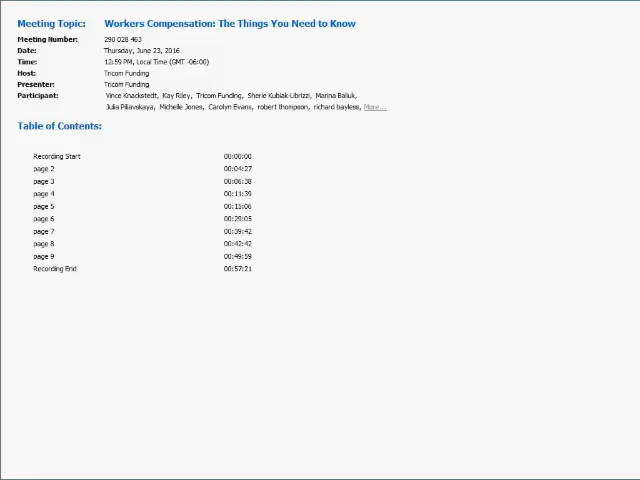 Meeting Topic: Workers Compensation: The Things You Need to Know
Meeting Number: 290 028 463
Date: Thursday, June 23, 2016
Time: 12:59 PM, Local Time (GMT -06:00)
Host: Tricom Funding
Presenter: Tricom Funding
Participant: Vince Knackstedt, Kay Riley, Tricom Funding, Sherie Kubiak-Librizzi, Marina Baliuk,
Julia Piliavskaya, Michelle Jones, Carolyn Evans, robert thompson, richard bayless, More...
Table of Contents:
Recording Start 00:00:00
page 2 00:04:27
page 3 00:06:38
page 4 00:11:39
page 5 00:15:06
page 6 00:29:05
page 7 00:39:42
page 8 00:42:42
page 9 00:49:59
Recording End 00:57:21